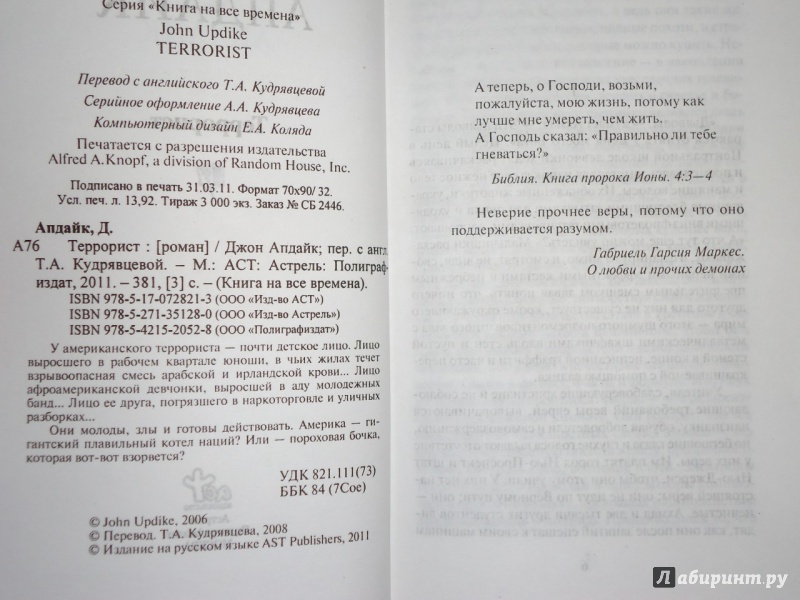 Серия «Книга на все времена»
John Updike
TERRORIST
Перевод с английского Т.А. Кудрявцевой
Серийное оформление А.А. Кудрявцева
Компьютерный дизайн Е.А. Коляда
Печатается с разрешения издательства
Alfred A.Knopf, a division of Random House, Inc.
Подписано в печать 31.03.11. Формат 70x90/32.
Усл. печ. л. 13,92. Тираж 3 000 экз. Заказ № СБ 2446.
Апдайк, Д.
А76 Террорист : [роман] / Джон Апдайк; пер. с англ.
Т.А. Кудрявцевой. – М.: АСТ: Астрель: Полиграф-
издат, 2011. – 381, [3] с. – (Книга на все времена).
ISBN 978-5-17-072821-3 (ООО «Изд-во АСТ»)
ISBN 978-5-271-35128-0 (ООО «Изд-во Астрель»)
ISBN 978-5-4215-2052-8 (ООО «Полиграфиздат»)
У американского террориста — почти детское лицо. Лицо
выросшего в рабочем квартале юноши, в чьих жилах течет
взрывоопасная смесь арабской и ирландской крови... Лицо
афроамериканской девчонки, выросшей в аду молодежных
банд... Лицо ее друга, погрязшего в наркоторговле и уличных
разборках...
Они молоды, злы и готовы действовать. Америка — ги-
гантский плавильный котел наций? Или — пороховая бочка,
которая вот-вот взорвется?
УДК 821.111(73)
ББК 84 (7Сое)
© John Updike, 2006
© Перевод. Т.А. Кудрявцева, 2008
© Издание на русском языке AST Publishers, 2011
А теперь, о Господи, возьми,
пожалуйста, мою жизнь, потому как
лучше мне умереть, чем жить.
А Господь сказал: «Правильно ли тебе
гневаться?»
Библия. Книга пророка Ионы. 4:3—4
Неверие прочнее веры, потому что оно
поддерживается разумом.
Габриель Гарсия Маркес.
О любви и прочих демонах
Лабиринт.ру